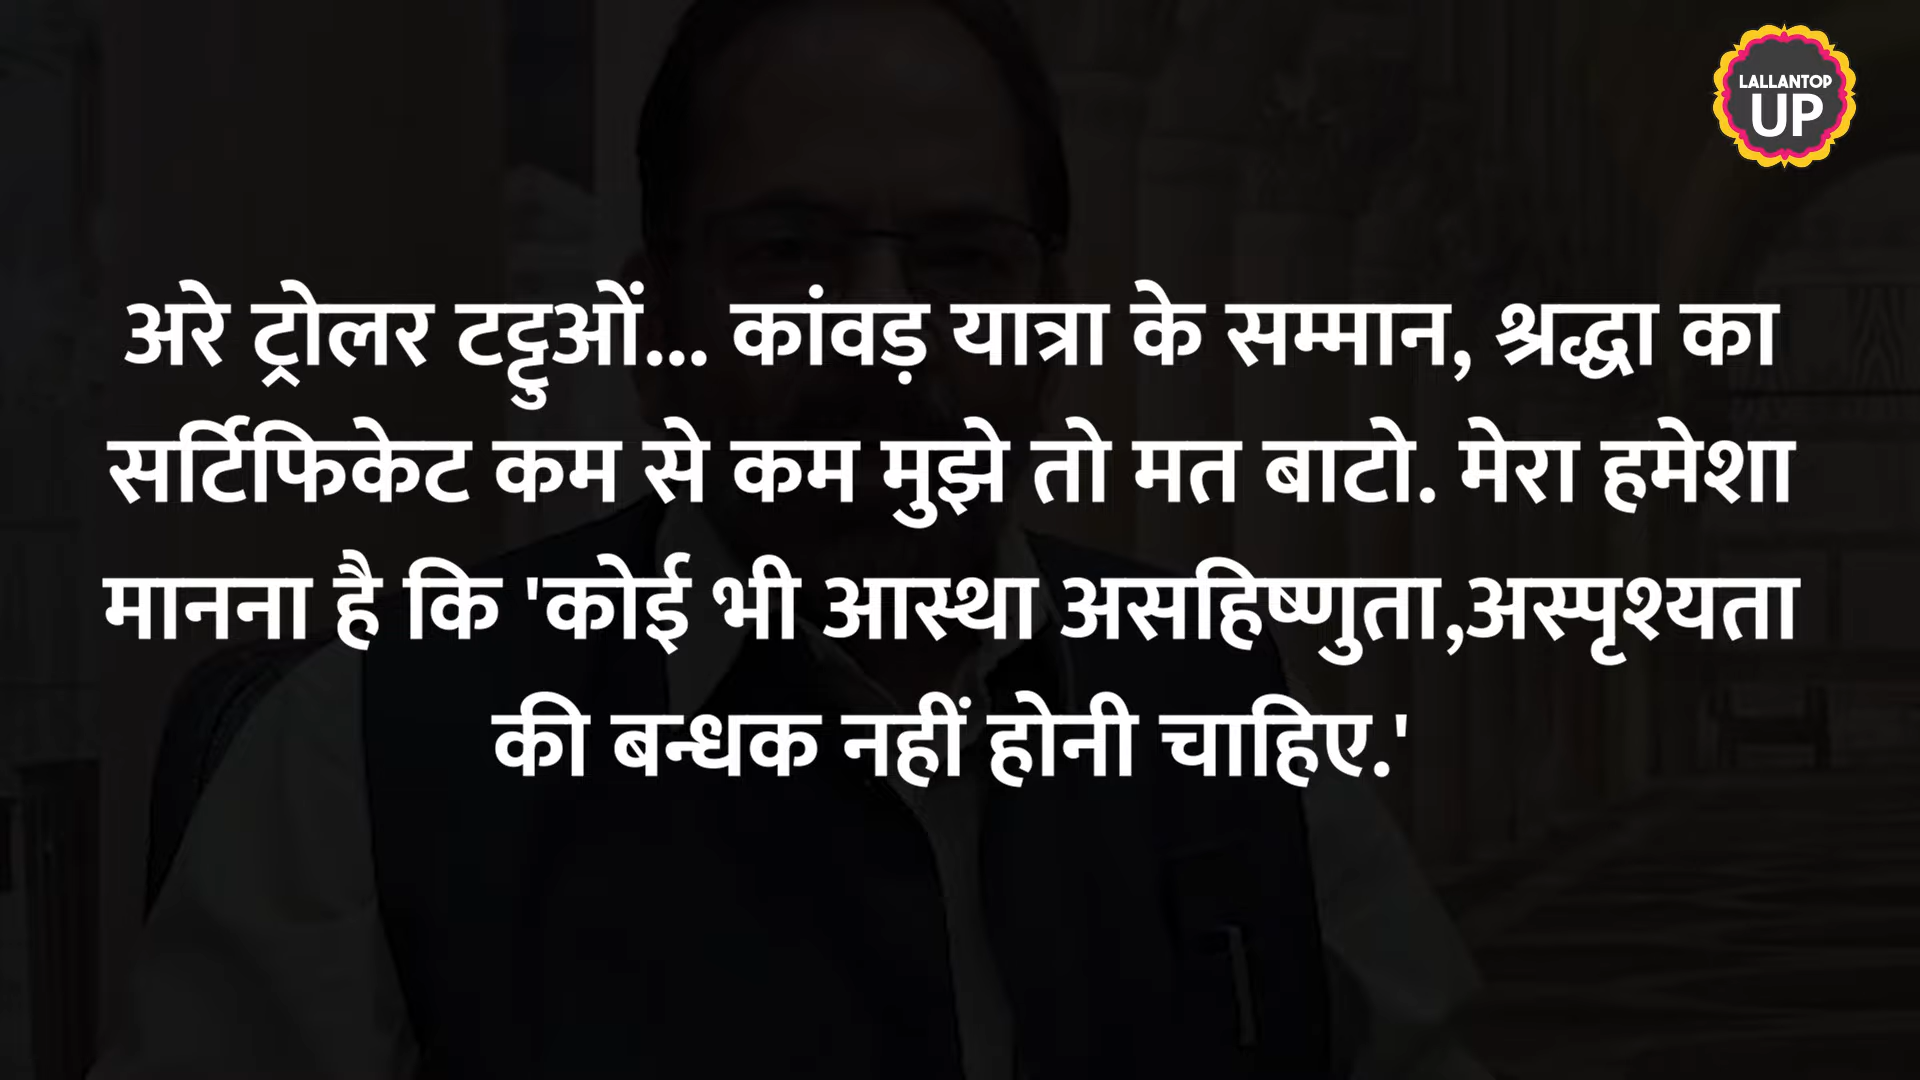 LALLANTOP
UP
अरे ट्रोलर टट्टुओं... कांवड़ यात्रा के सम्मान, श्रद्धा का
सर्टिफिकेट कम से कम मुझे तो मत बाटो. मेरा हमेशा
मानना है कि 'कोई भी आस्था असहिष्णुता,अस्पृश्यता
की बन्धक नहीं होनी चाहिए.'